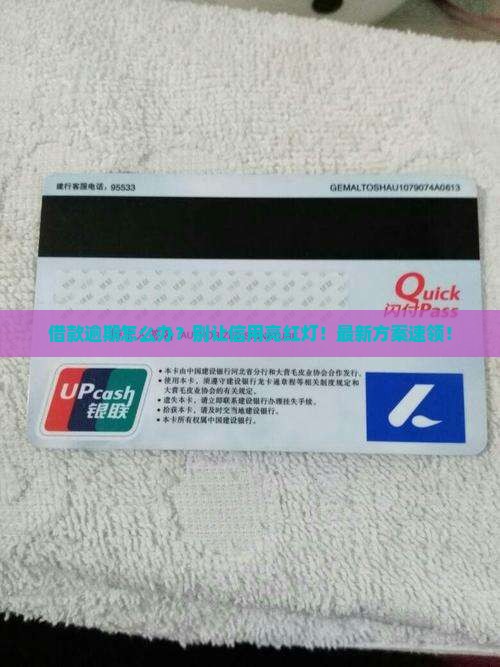 建行客服电话：95533
GEMALTOSHAU1079074A0613
Quick
闪付Pass
借款逾期怎么办？别让信用亮红灯！最新方案速领！
UPcash
银联
• 本卡由中国建设银行河北省分行和大营毛皮业协会合作发行。
• 使用本卡，须遵守建设银行龙卡通章程等相关制度规定和
大营毛皮业协会的有关规定。
• 遗失本卡，请立即联系建设银行办理挂失手续。
• 拾获本卡，请及时交当地建设银行。
• 本卡所有权属中国建设银行。